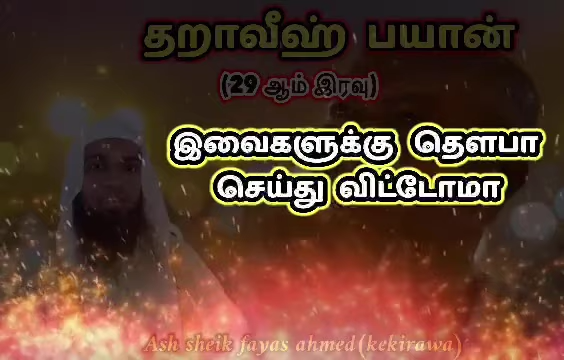 தறாவீஹ் பயான்
(29 ஆம் இரவு)
இவைகளுக்கு தௌபா
செய்து விட்டோமா
Ash sheik fayas ahmed (kekirawa)